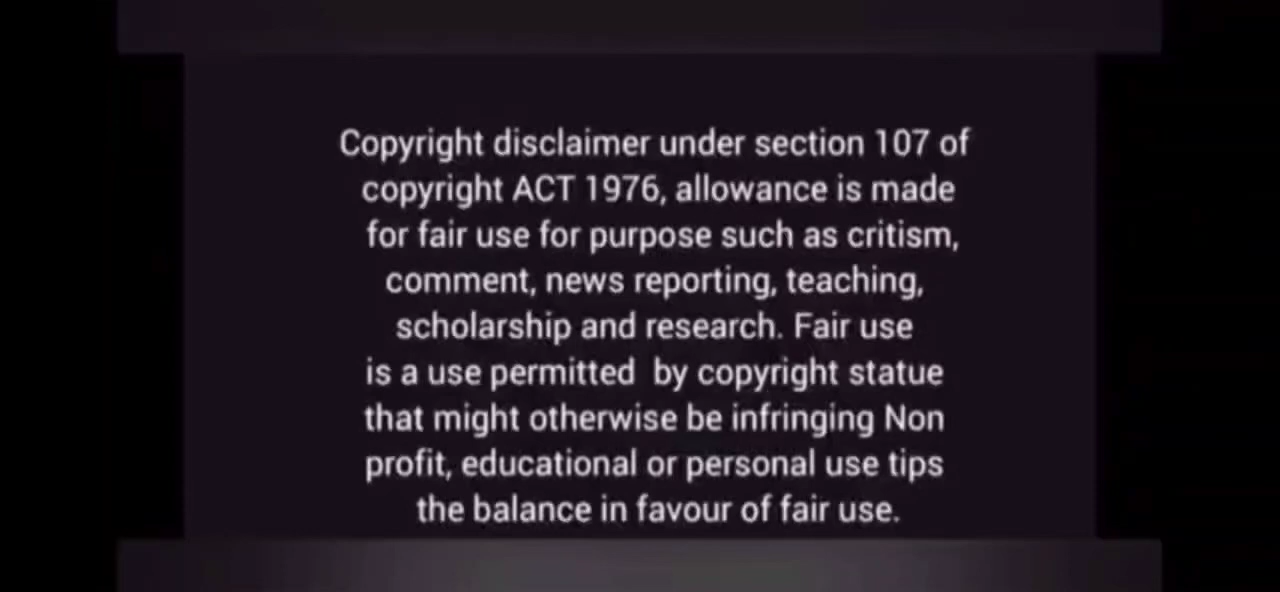 Copyright disclaimer under section 107 of
copyright ACT 1976, allowance is made
for fair use for purpose such as critism,
comment, news reporting, teaching,
scholarship and research. Fair use
is a use permitted  by copyright statue
that might otherwise be infringing Non
profit, educational or personal use tips
the balance in favour of fair use.